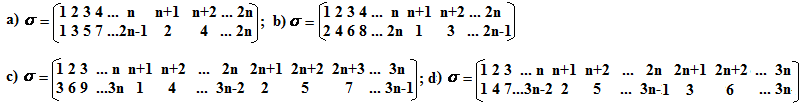 a) σ = (1 2 3 4 ... n n+1 n+2 ... 2n ; b) σ = (1 2 3 4 ... n n+1 n+2 ... 2n
1 3 5 7 ...2n-1 2 4 ... 2n) 2 4 6 8 ... 2n 1 3 ... 2n-1)
c) σ = (1 2 3 ... n n+1 n+2 ... 2n 2n+1 2n+2 2n+3 ... 3n ; d) σ = (1 2 3 ... n n+1 n+2 ... 2n 2n+1 2n+2 ... 3n
3 6 9 ...3n 1 4 ... 3n-2 2 5 7 ... 3n-1) 1 4 7...3n-2 2 5 ... 3n-1 3 6 ... 3n)